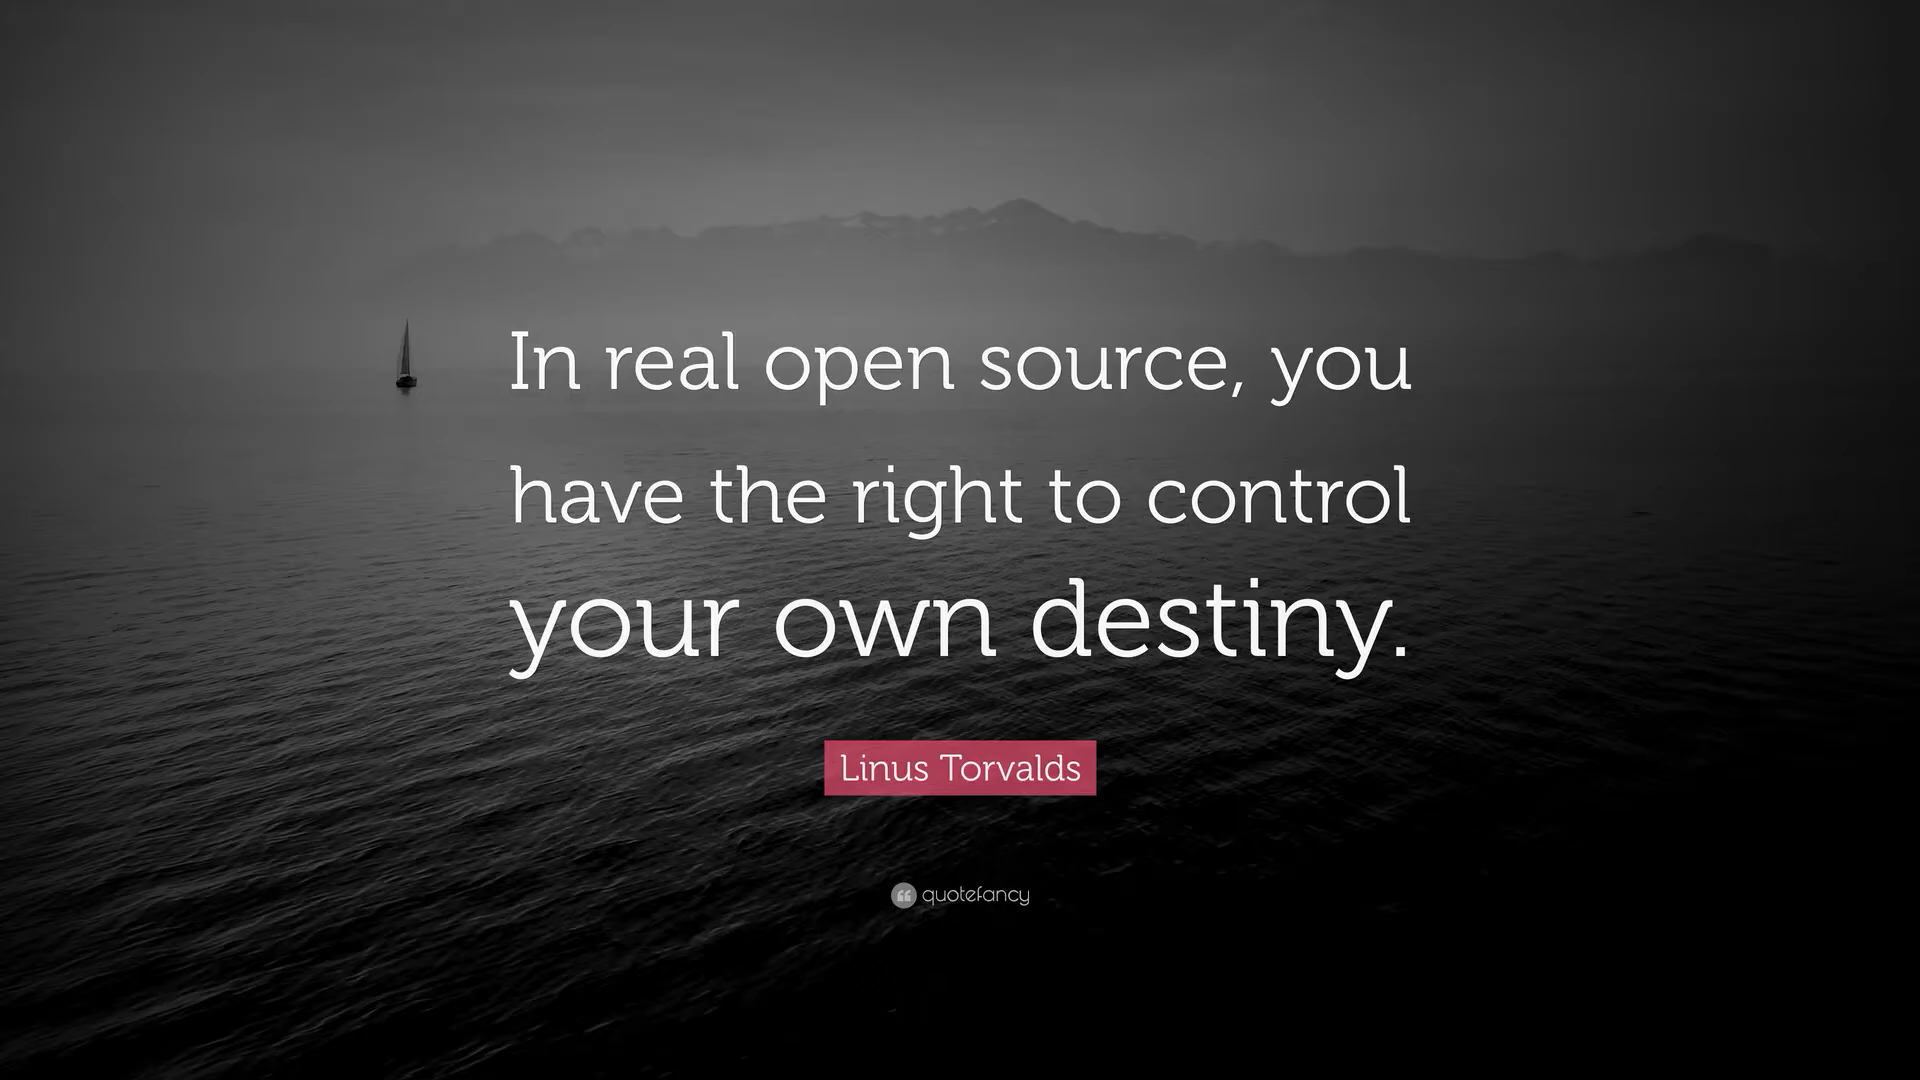 In real open source, you
have the right to control
your own destiny.
Linus Torvalds
quotefancy